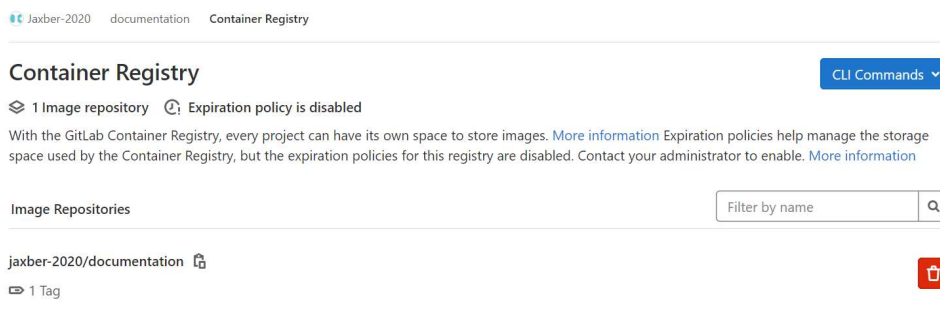 Jaxber-2020 documentation Container Registry
Container Registry
CLI Commands
1 Image repository Expiration policy is disabled
With the GitLab Container Registry, every project can have its own space to store images. More information Expiration policies help manage the storage
space used by the Container Registry, but the expiration policies for this registry are disabled. Contact your administrator to enable. More information
Image Repositories
Filter by name
jaxber-2020/documentation
1 Tag